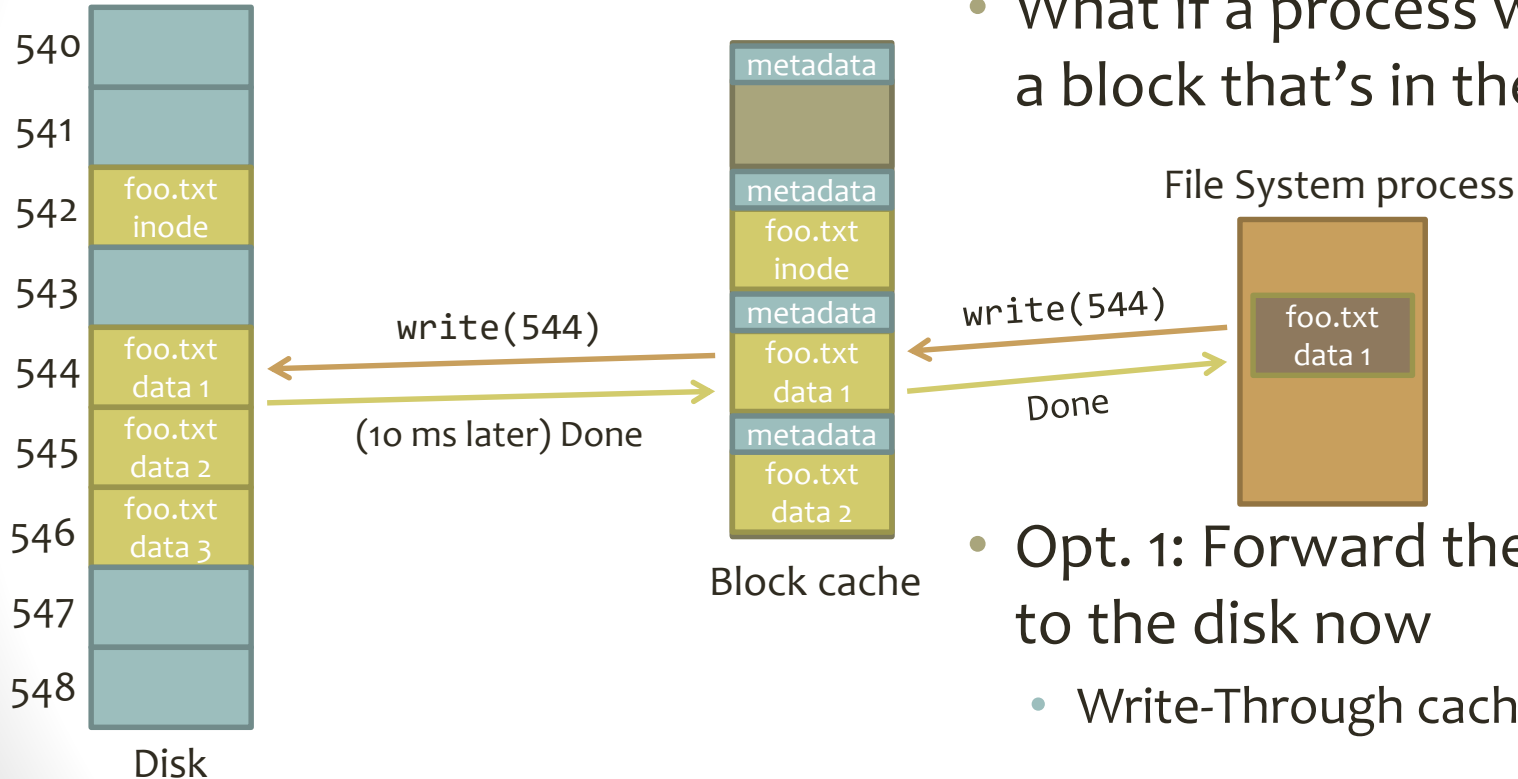 540
541
542
543
544
545
546
547
548
foo.txt
inode
foo.txt
data 1
foo.txt
data 2
foo.txt
data 3
Disk
write(544)
(10 ms later) Done
metadata
metadata
foo.txt
inode
metadata
foo.txt
data 1
metadata
foo.txt
data 2
Block cache
write(544)
Done
What if a process
a block that's in the
File System process
foo.txt
data 1
Opt. 1: Forward the
to the disk now
Write-Through